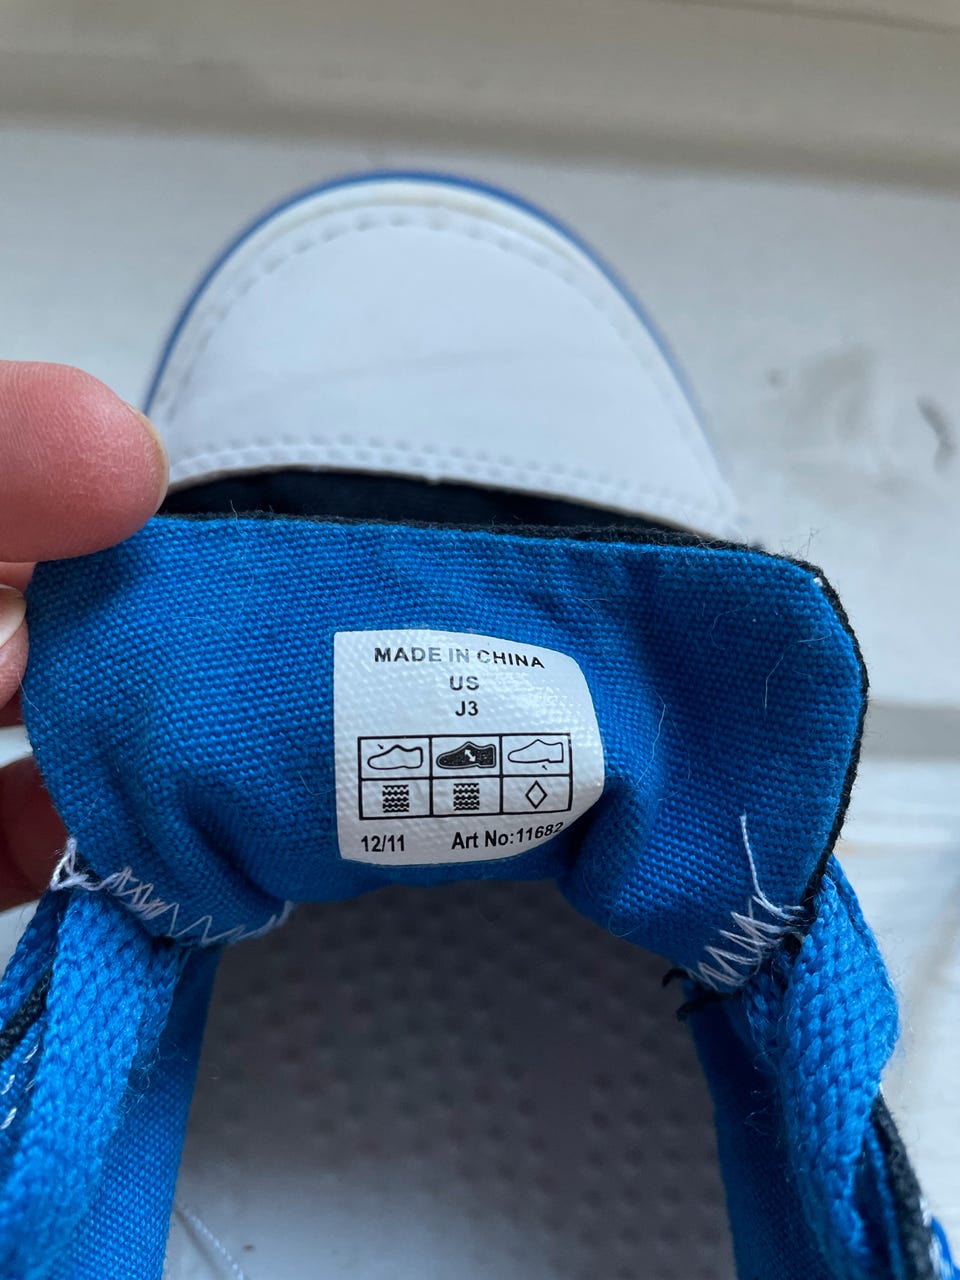 MADE IN CHINA
US
J3
12/11 Art No:11682